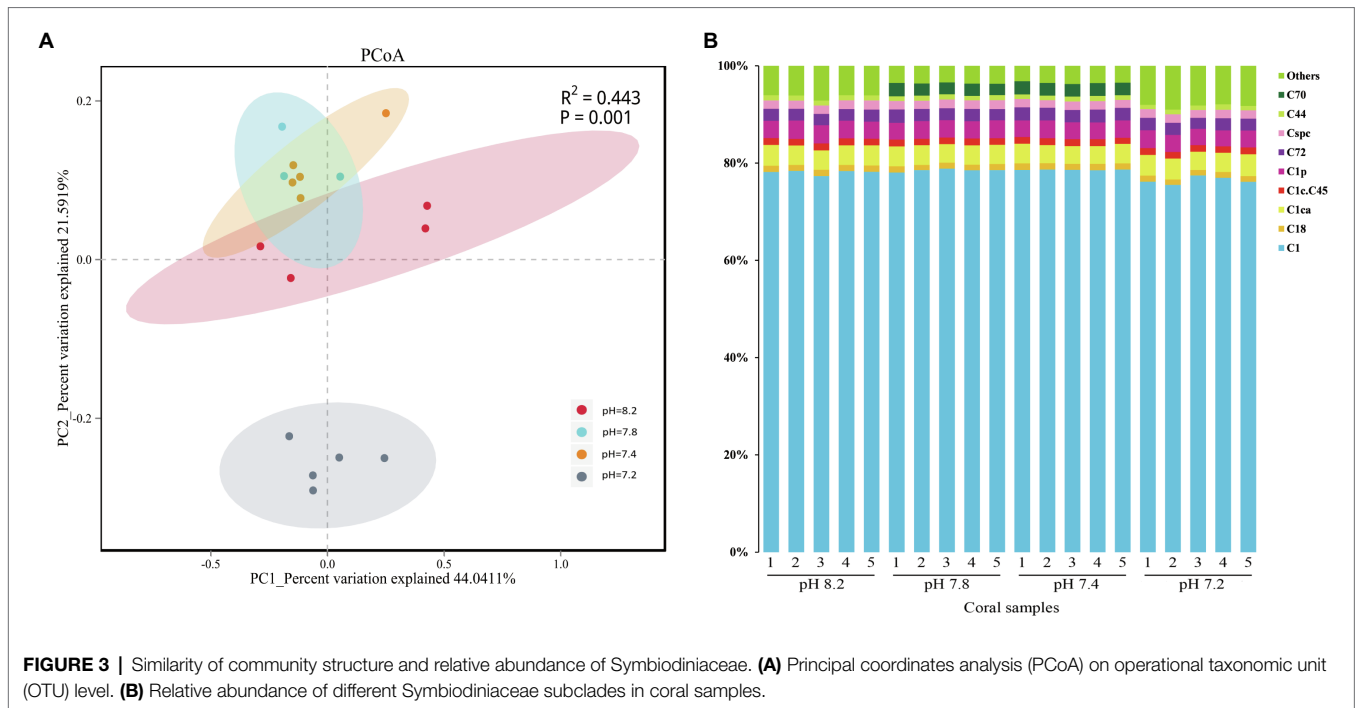 A
PCoA
R² = 0.443
P = 0.001
PC2_Percent variation explained 21.5919%
0.2
0.0
-0.2
-0.5
0.0
0.5
1.0
PC1_Percent variation explained 44.0411%
pH=8.2
pH=7.8
pH=7.4
pH=7.2
B
100%
80%
60%
40%
20%
0%
1 2 3 4 5 1 2 3 4 5 1 2 3 4 5 1 2 3 4 5
pH 8.2 pH 7.8 pH 7.4 pH 7.2
Coral samples
Others
C70
C44
Cspc
C72
C1p
C1c.C45
C1ca
C18
C1
FIGURE 3 | Similarity of community structure and relative abundance of Symbiodiniaceae. (A) Principal coordinates analysis (PCoA) on operational taxonomic unit
(OTU) level. (B) Relative abundance of different Symbiodiniaceae subclades in coral samples.